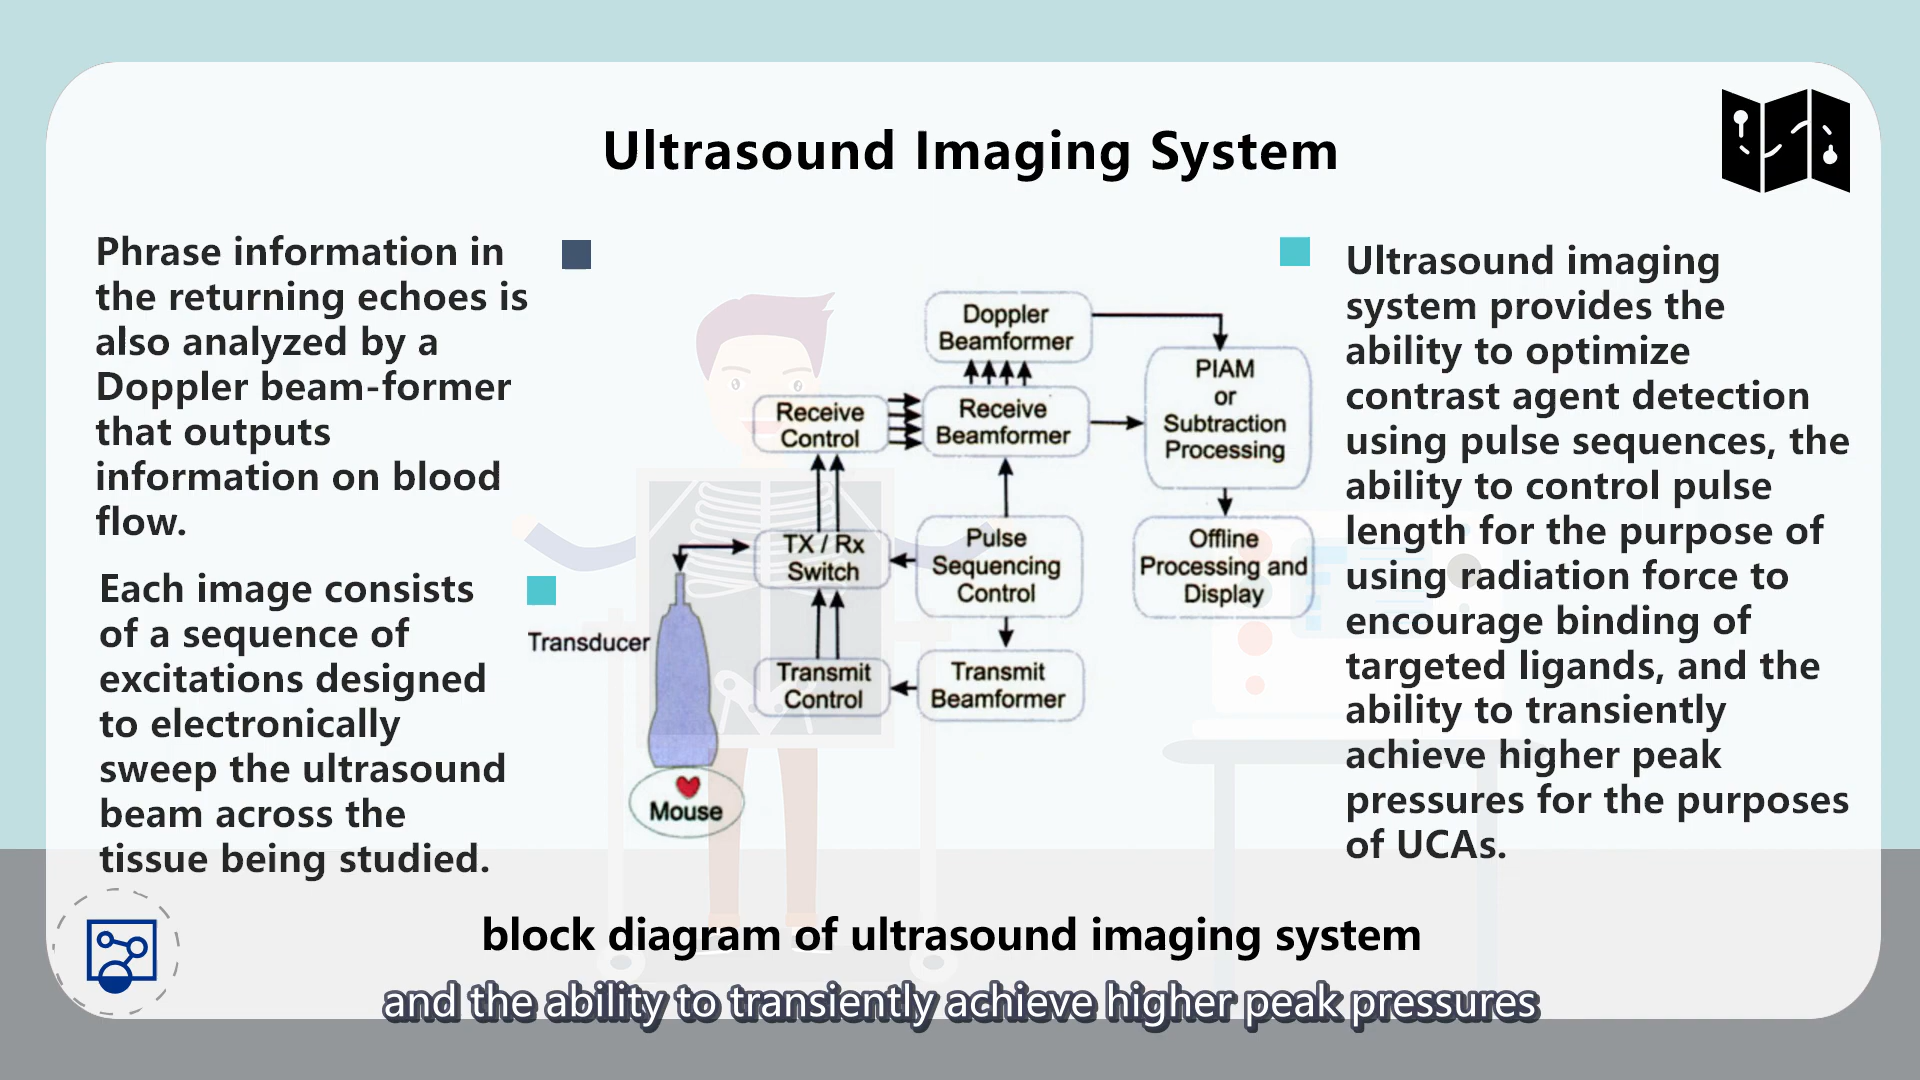 Ultrasound Imaging System
Phrase information in
the returning echoes is
also analyzed by a
Doppler beam-former
that outputs
information on blood
flow.
Each image consists
of a sequence of
excitations designed
to electronically
sweep the ultrasound
beam across the
tissue being studied.
Doppler
Beamformer
Receive
Control
Receive
Beamformer
PIAM
or
Subtraction
Processing
TX / Rx
Switch
Pulse
Sequencing
Control
Offline
Processing and
Display
Transducer
Transmit
Control
Transmit
Beamformer
Mouse
Ultrasound imaging
system provides the
ability to optimize
contrast agent detection
using pulse sequences, the
ability to control pulse
length for the purpose of
using radiation force to
encourage binding of
targeted ligands, and the
ability to transiently
achieve higher peak
pressures for the purposes
of UCAs.
block diagram of ultrasound imaging system
and the ability to transiently achieve higher peak pressures